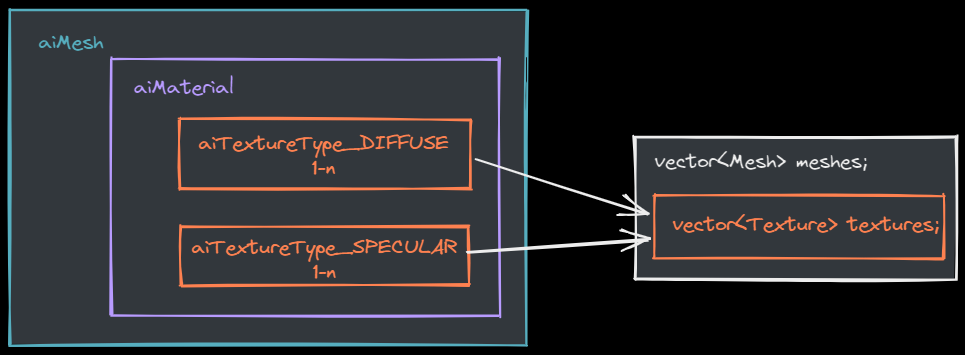 aiMesh
aiMaterial
aiTextureType_DIFFUSE
1-n
aiTextureType_SPECULAR
1-n
vector<Mesh> meshes;
vector<Texture> textures;